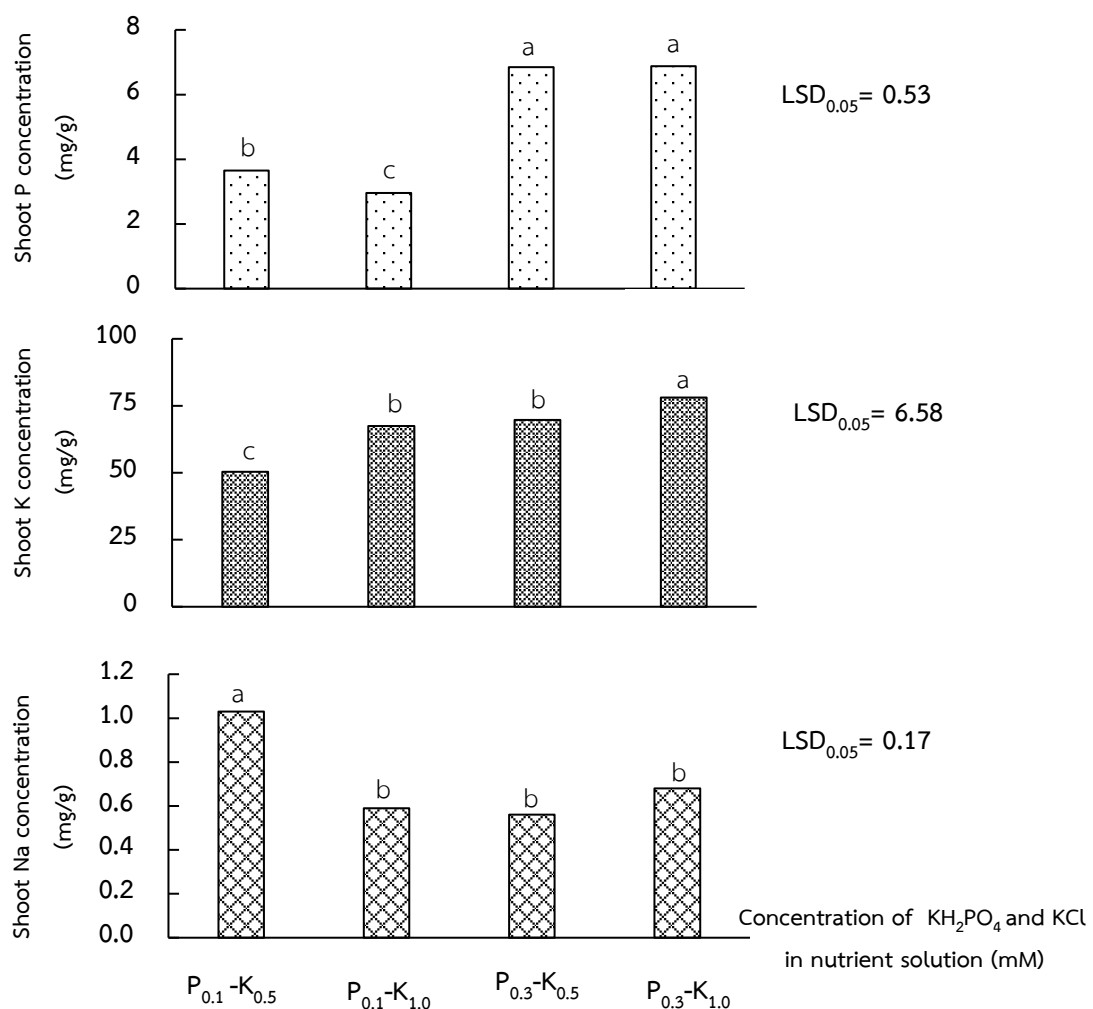 Shoot P concentration
(mg/g)
8
6
4
2
0
b
c
a
a
LSD₀.₀₅= 0.53
Shoot K concentration
(mg/g)
100
75
50
25
0
c
b
b
a
LSD₀.₀₅= 6.58
Shoot Na concentration
(mg/g)
1.2
1.0
0.8
0.6
0.4
0.2
0.0
a
b
b
b
LSD₀.₀₅= 0.17
P₀.₁-K₀.₅
P₀.₁-K₁.₀
P₀.₃-K₀.₅
P₀.₃-K₁.₀
Concentration of KH₂PO₄ and KCl
in nutrient solution (mM)